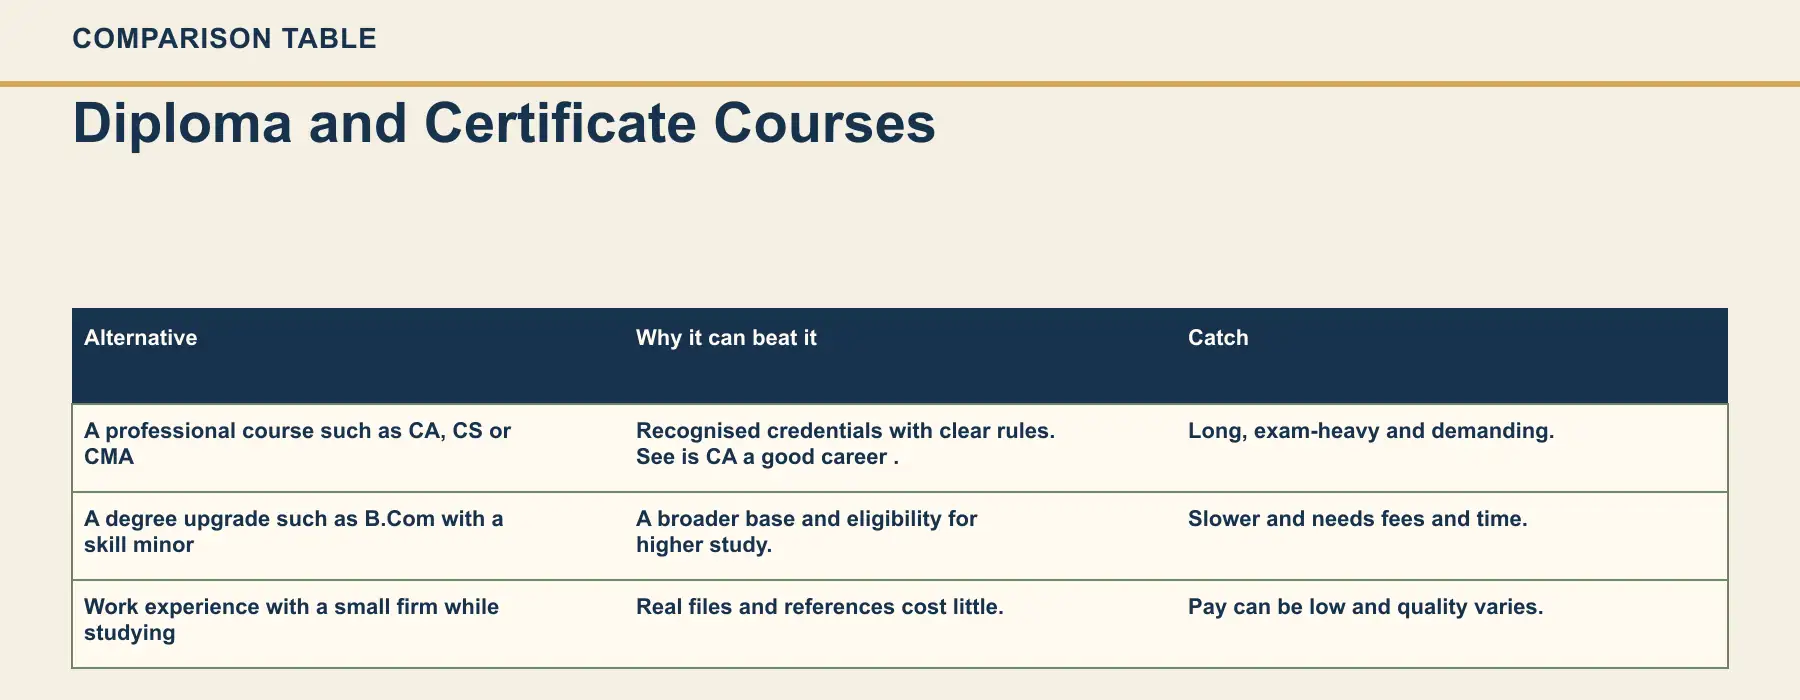 COMPARISON TABLE
Diploma and Certificate Courses
Alternative
Why it can beat it
Catch
A professional course such as CA, CS or
CMA
Recognised credentials with clear rules.
See is CA a good career .
Long, exam-heavy and demanding.
A degree upgrade such as B.Com with a
skill minor
A broader base and eligibility for
higher study.
Slower and needs fees and time.
Work experience with a small firm while
studying
Real files and references cost little.
Pay can be low and quality varies.